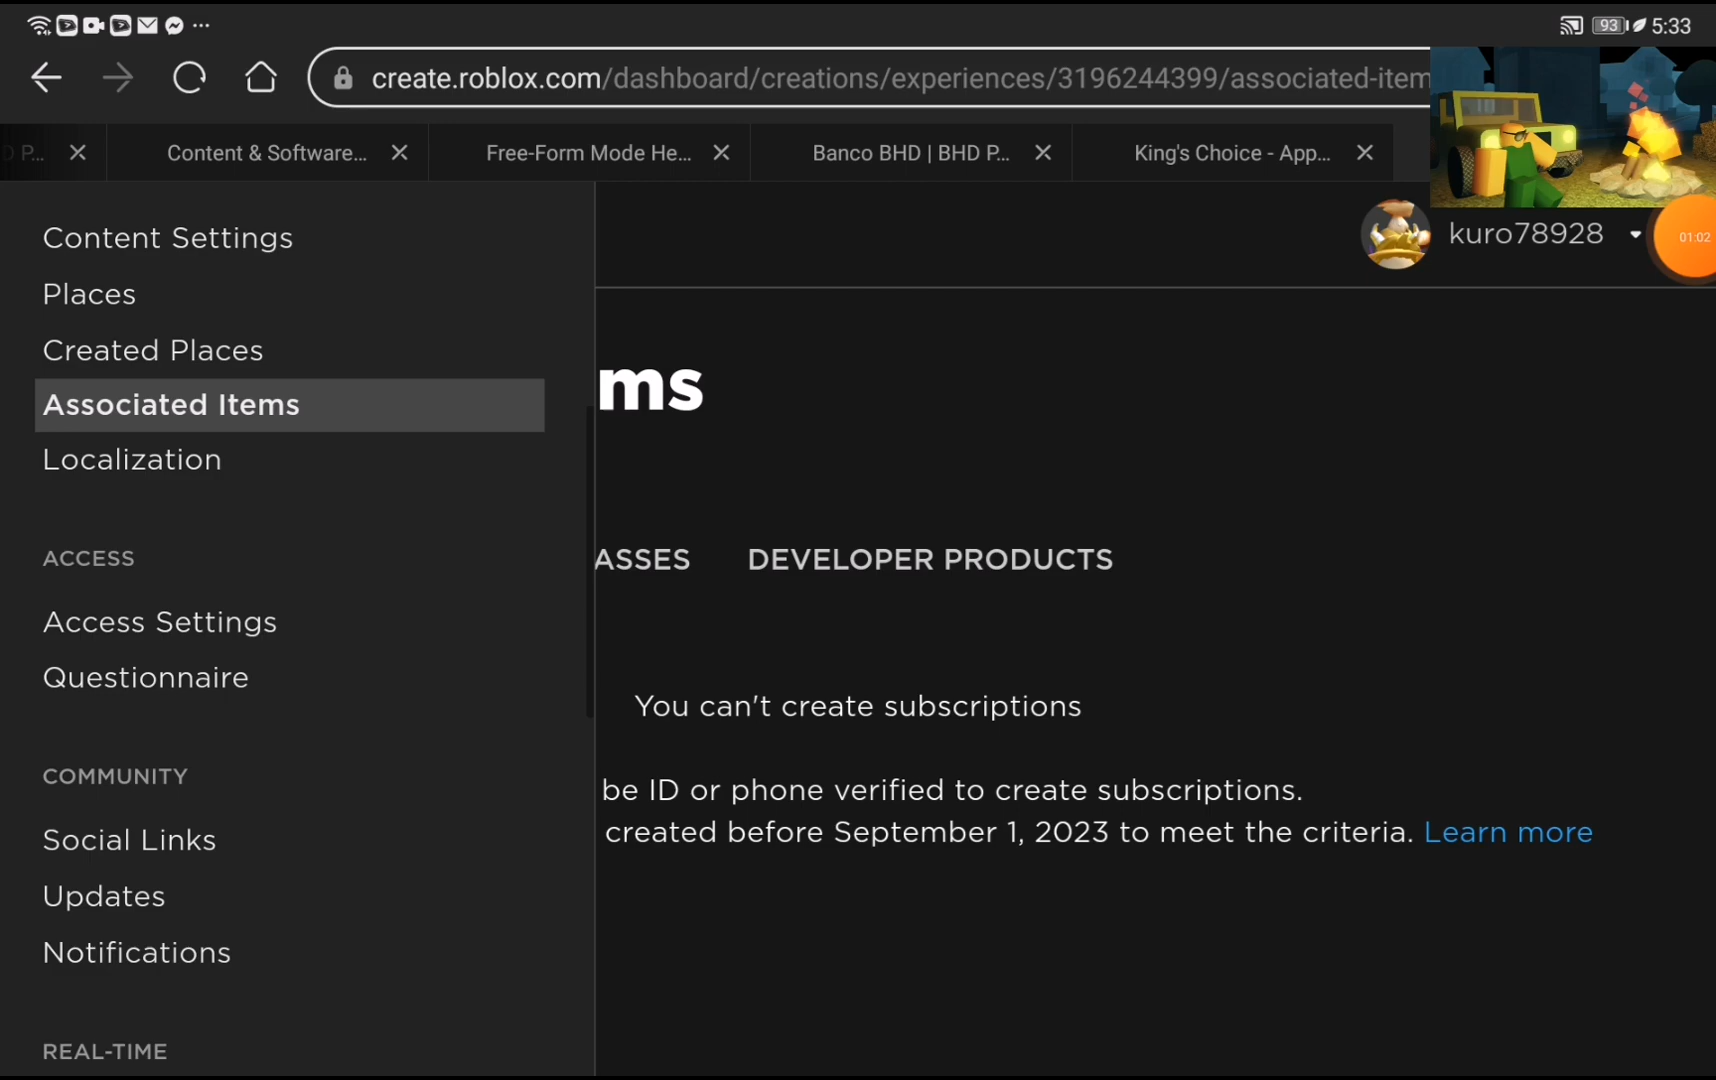 93 5:33
create.roblox.com/dashboard/creations/experiences/3196244399/associated-item
D P...
Content & Software...
Free-Form Mode He...
Banco BHD | BHD P...
King's Choice - App...
kuro78928
01:02
Content Settings
Places
Created Places
Associated Items
Localization
ACCESS
Access Settings
Questionnaire
COMMUNITY
Social Links
Updates
Notifications
REAL-TIME
ms
ASSES DEVELOPER PRODUCTS
You can't create subscriptions
be ID or phone verified to create subscriptions.
created before September 1, 2023 to meet the criteria. Learn more